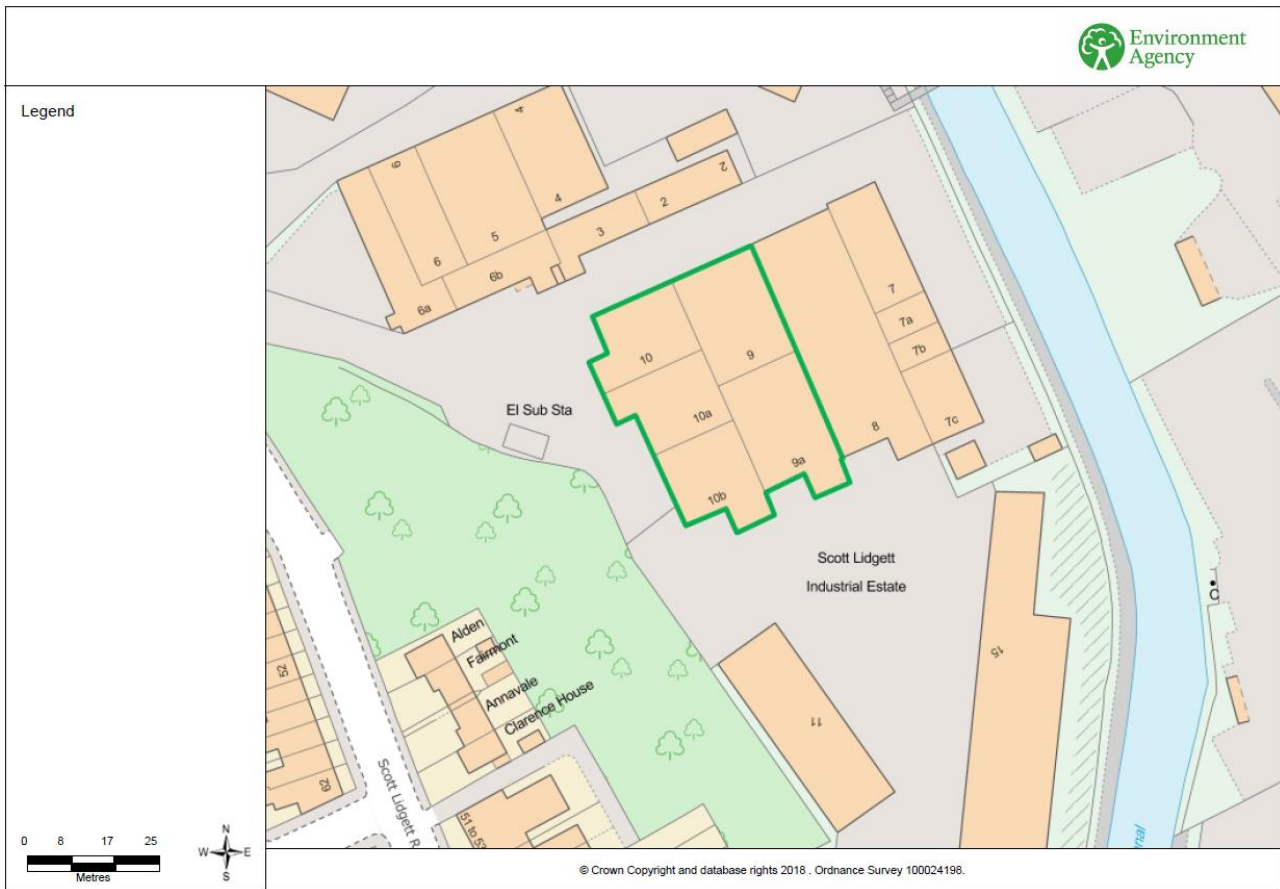 Environment
Agency
Legend
4
6
4
2
5
3
2
6
6b
6a
7
10
9
7a
7b
El Sub Sta
10a
8
7c
9a
10b
Scott Lidgett
Industrial Estate
C
Alden
Fairmont
52
Annavale
Clarence House
15
11
62
Scott Lidgett R
51 to 53
nal
0 8 17 25
Metres
N
W E
S
© Crown Copyright and database rights 2018 . Ordnance Survey 100024198.